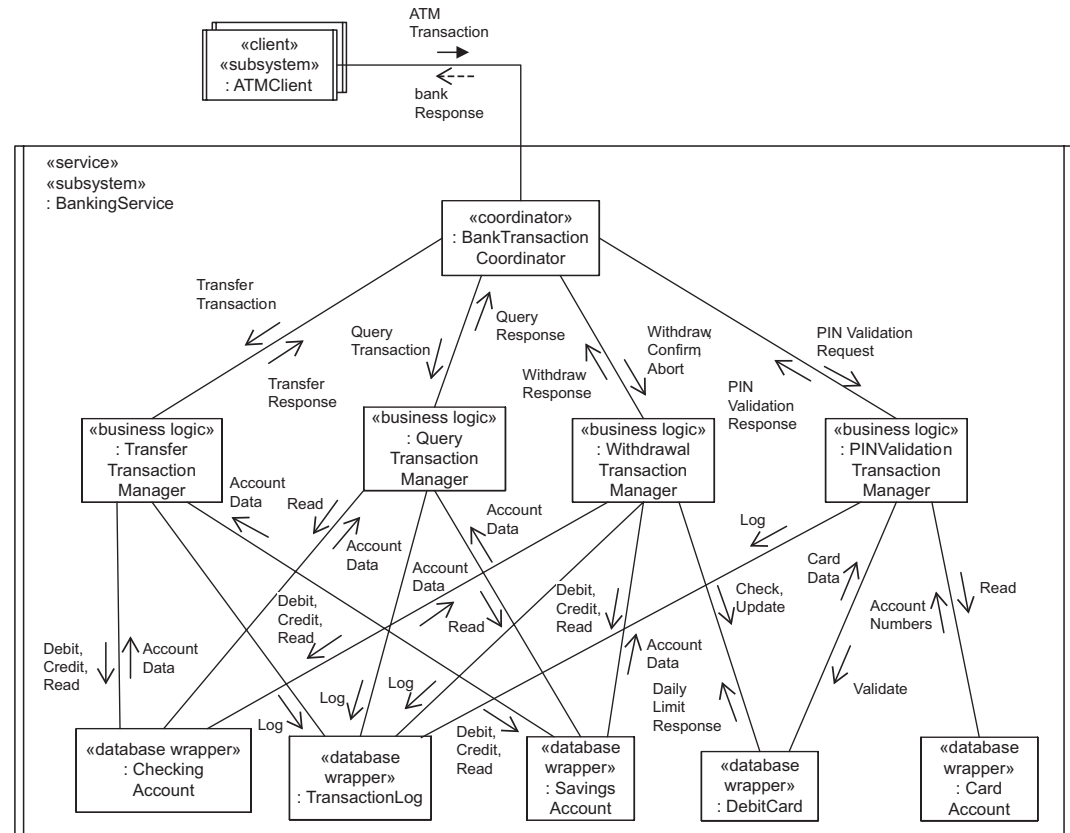 ATM
Transaction
«client»
«subsystem»
: ATMClient
bank
Response
«service»
«subsystem»
: BankingService
«coordinator»
: BankTransaction
Coordinator
Transfer
Transaction
Query
Transaction
Query
Response
Withdraw,
Confirm,
Abort
PIN Validation
Request
Transfer
Response
Withdraw
Response
PIN
Validation
Response
«business logic»
: Transfer
Transaction
Manager
«business logic»
: Query
Transaction
Manager
«business logic»
: Withdrawal
Transaction
Manager
«business logic»
: PINValidation
Transaction
Manager
Account
Data
Read
Account
Data
Account
Data
Account
Data
Log
Card
Data
Check,
Update
Read
Debit,
Credit,
Read
Read
Debit,
Credit,
Read
Account
Numbers
Debit,
Credit,
Read
Account
Data
Account
Data
Daily
Limit
Response
Validate
Log
Log
Log
Debit,
Credit,
Read
«database wrapper»
: Checking
Account
«database
wrapper»
: TransactionLog
«database
wrapper»
: Savings
Account
«database
wrapper»
: DebitCard
«database
wrapper»
: Card
Account